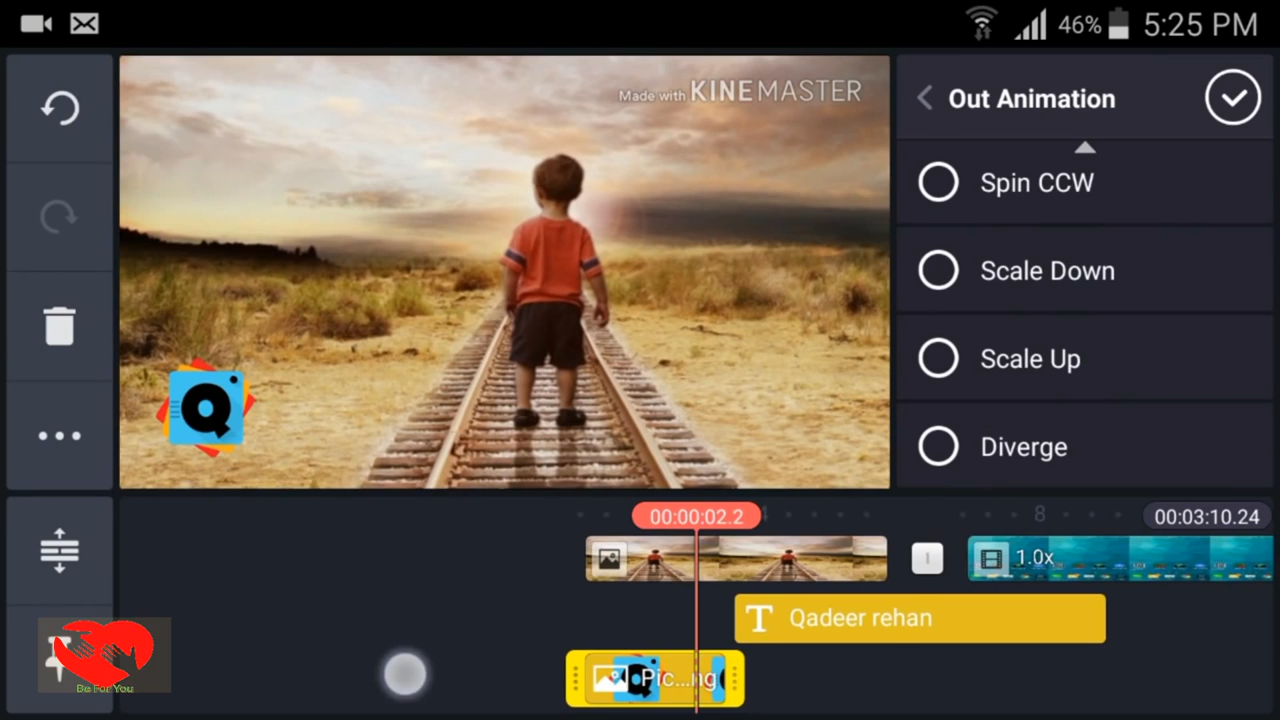 46% 5:25 PM
Made with KINEMASTER
Out Animation
Spin CCW
Scale Down
Scale Up
Diverge
Q
00:00:02.2
8
00:03:10.24
1.0x
T Qadeer rehan
Pic...ng
Be For You